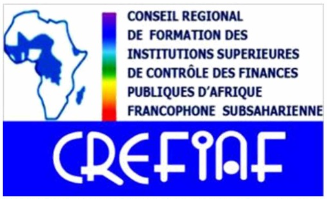 CONSEIL REGIONAL
DE FORMATION DES
INSTITUTIONS SUPERIEURES
DE CONTRÔLE DES FINANCES
PUBLIQUES D'AFRIQUE
FRANCOPHONE SUBSAHARIENNE
CREFIAF